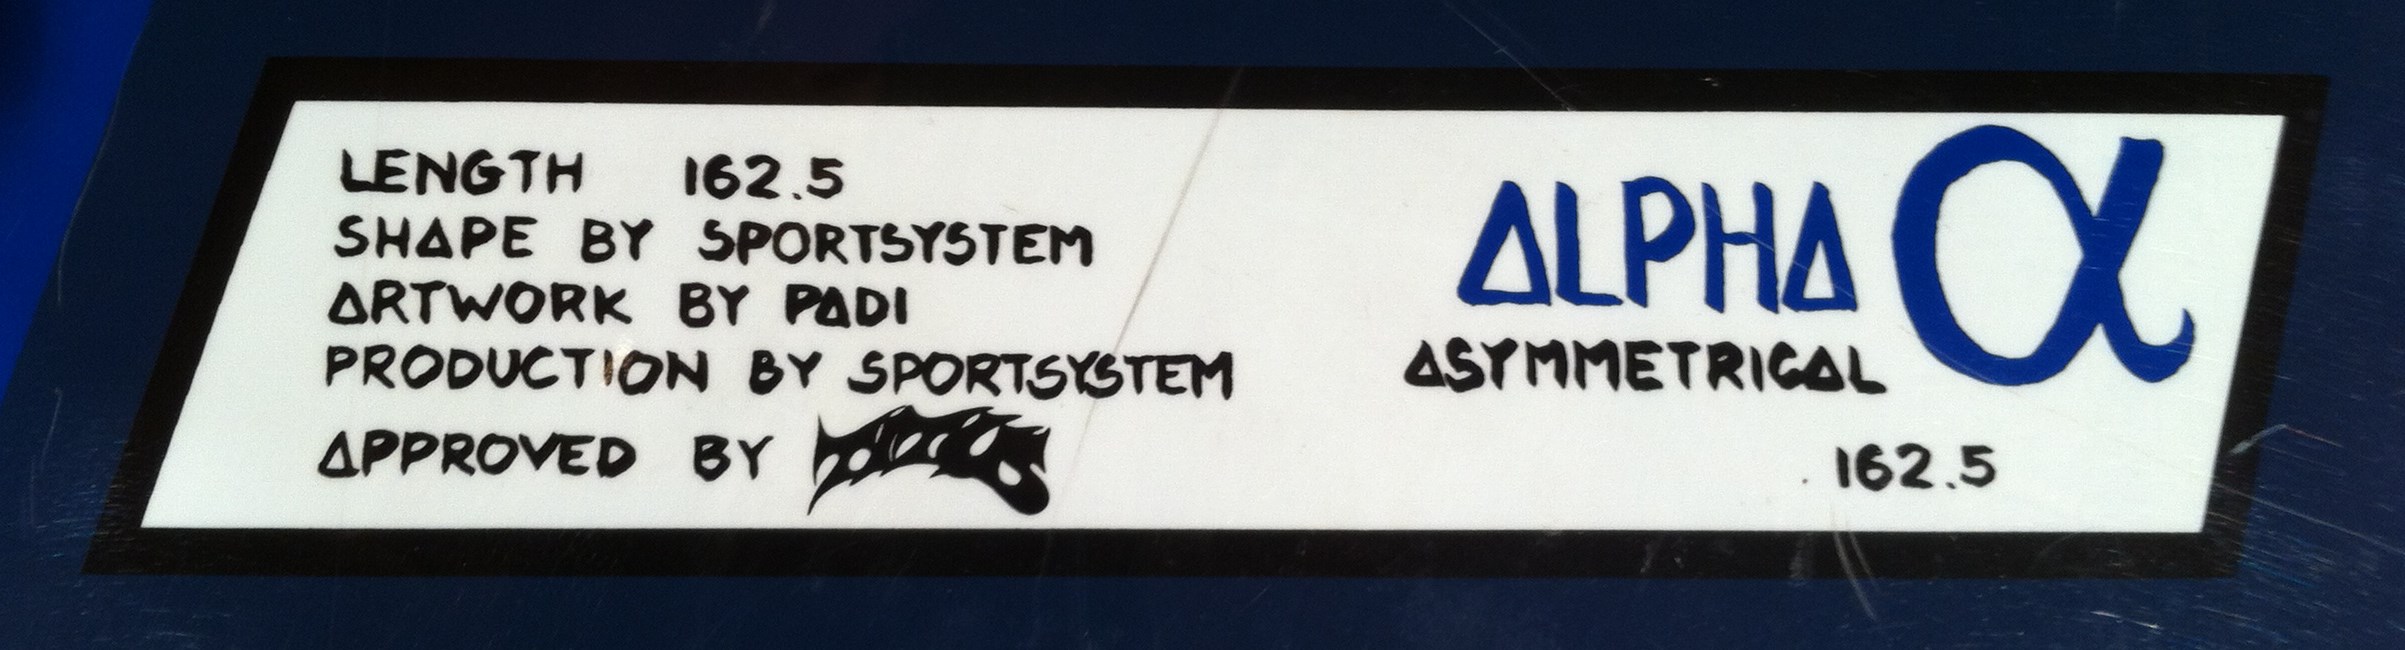 LENGTH 162.5
SHAPE BY SPORTSYSTEM
ARTWORK BY PADI
PRODUCTION BY SPORTSYSTEM
APPROVED BY
ALPHA α
ASYMMETRICAL
162.5